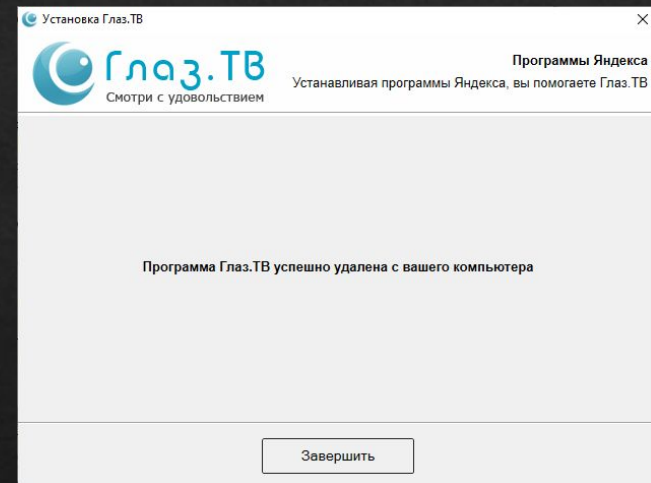 Установка Глаз.ТВ
Глаз.ТВ
Смотри с удовольствием
Программы Яндекса
Устанавливая программы Яндекса, вы помогаете Глаз.ТВ
Программа Глаз.ТВ успешно удалена с вашего компьютера
Завершить